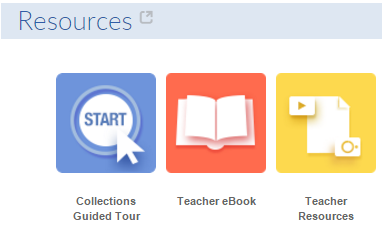 Resources
START
Collections
Guided Tour
Teacher eBook
Teacher
Resources